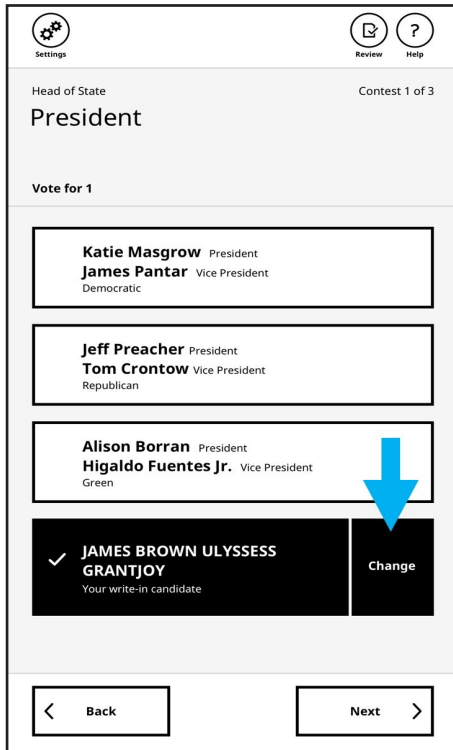 Settings
Review
?
Help
Head of State
Contest 1 of 3
President
Vote for 1
Katie Masgrow President
James Pantar Vice President
Democratic
Jeff Preacher President
Tom Crontow Vice President
Republican
Alison Borran President
Higaldo Fuentes Jr. Vice President
Green
JAMES BROWN ULYSSESS
GRANTJOY
Your write-in candidate
Change
Back
Next